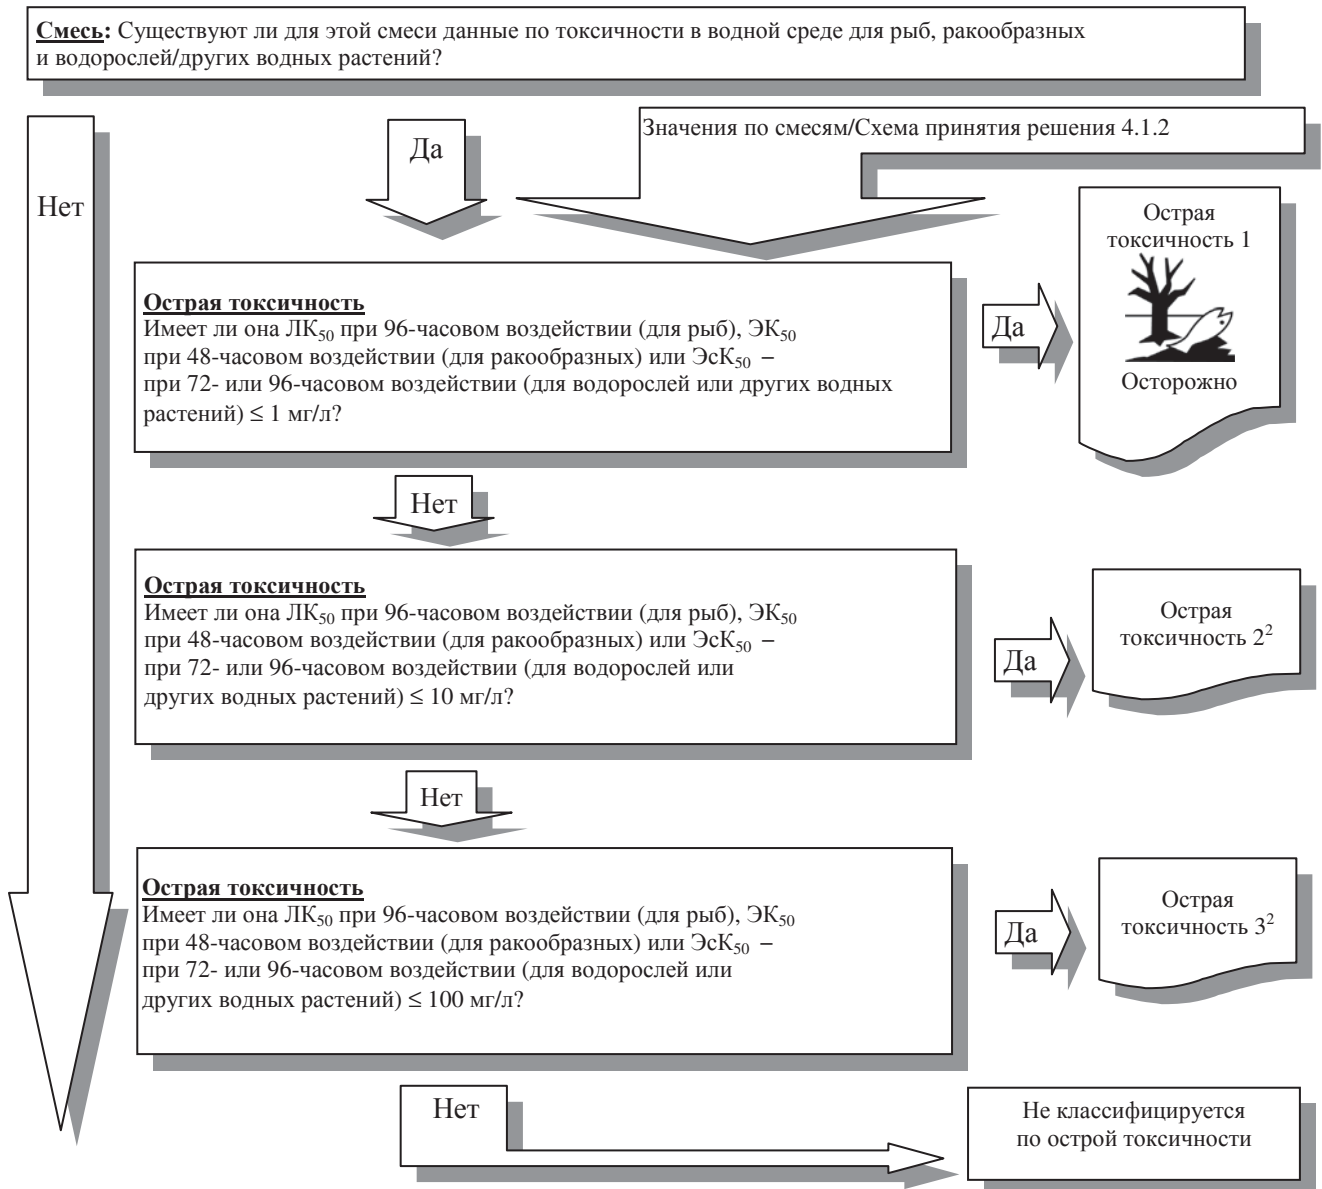 Смесь: Существуют ли для этой смеси данные по токсичности в водной среде для рыб, ракообразных
и водорослей/других водных растений?
Значения по смесям/Схема принятия решения 4.1.2
Да
Нет
Острая токсичность
Имеет ли она ЛК50 при 96-часовом воздействии (для рыб), ЭК50
при 48-часовом воздействии (для ракообразных) или ЭсК50 –
при 72- или 96-часовом воздействии (для водорослей или других водных
растений) ≤ 1 мг/л?
Да
Острая
токсичность 1
Осторожно
Нет
Острая токсичность
Имеет ли она ЛК50 при 96-часовом воздействии (для рыб), ЭК50
при 48-часовом воздействии (для ракообразных) или ЭсК50 –
при 72- или 96-часовом воздействии (для водорослей или
других водных растений) ≤ 10 мг/л?
Да
Острая
токсичность 2²
Нет
Острая токсичность
Имеет ли она ЛК50 при 96-часовом воздействии (для рыб), ЭК50
при 48-часовом воздействии (для ракообразных) или ЭсК50 –
при 72- или 96-часовом воздействии (для водорослей или
других водных растений) ≤ 100 мг/л?
Да
Острая
токсичность 3²
Нет
Не классифицируется
по острой токсичности